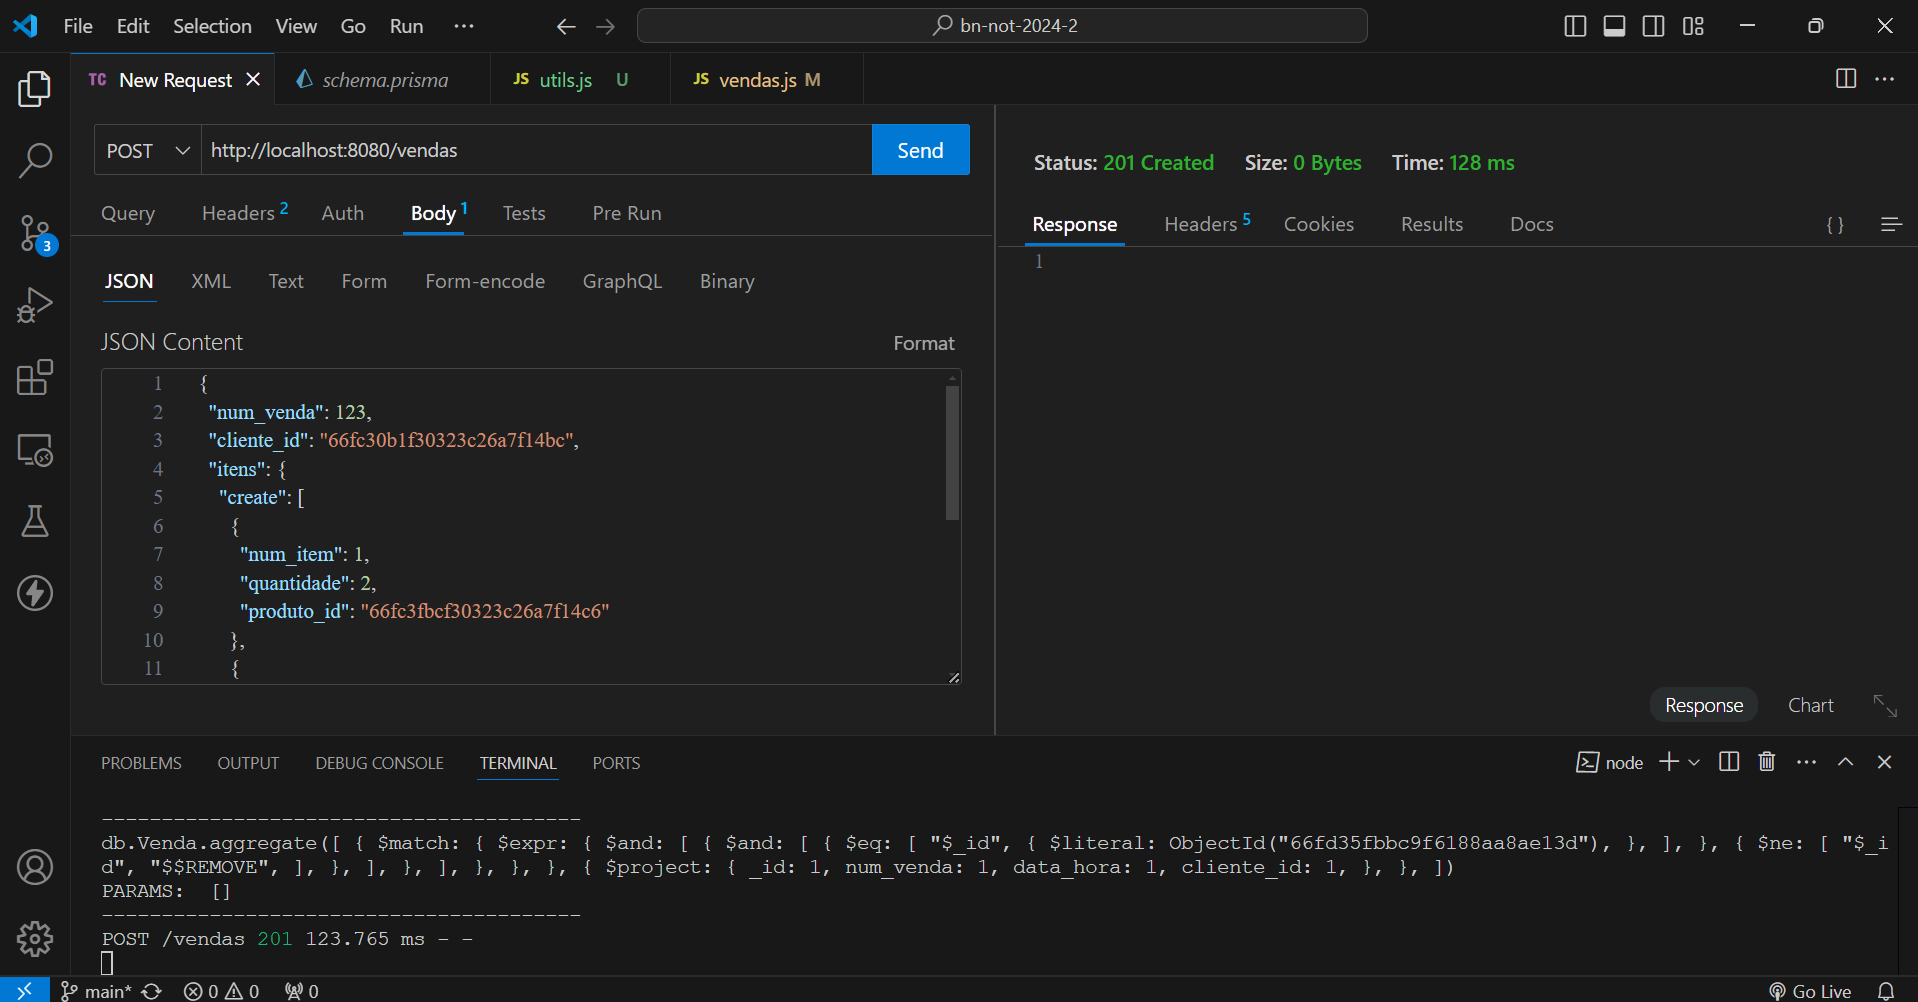 File Edit Selection View Go Run ··· bn-not-2024-2
TC New Request schema.prisma JS utils.js U JS vendas.js M
POST http://localhost:8080/vendas Send
Query Headers 2 Auth Body 1 Tests Pre Run
JSON XML Text Form Form-encode GraphQL Binary
JSON Content Format
1 {
2 "num_venda": 123,
3 "cliente_id": "66fc30b1f30323c26a7f14bc",
4 "itens": {
5 "create": [
6 {
7 "num_item": 1,
8 "quantidade": 2,
9 "produto_id": "66fc3fbcf30323c26a7f14c6"
10 },
11 {
Status: 201 Created Size: 0 Bytes Time: 128 ms
Response Headers 5 Cookies Results Docs { }
1
Response Chart
3
PROBLEMS OUTPUT DEBUG CONSOLE TERMINAL PORTS node
----------------------------------------
db.Venda.aggregate([ { $match: { $expr: { $and: [ { $and: [ { $eq: [ "$_id", { $literal: ObjectId("66fd35fbbc9f6188aa8ae13d"), }, ], }, { $ne: [ "$_i
d", "$$REMOVE", ], }, ], }, ], }, }, }, { $project: { _id: 1, num_venda: 1, data_hora: 1, cliente_id: 1, }, }, ])
PARAMS: []
----------------------------------------
POST /vendas 201 123.765 ms - -
main* 0 0 0 Go Live